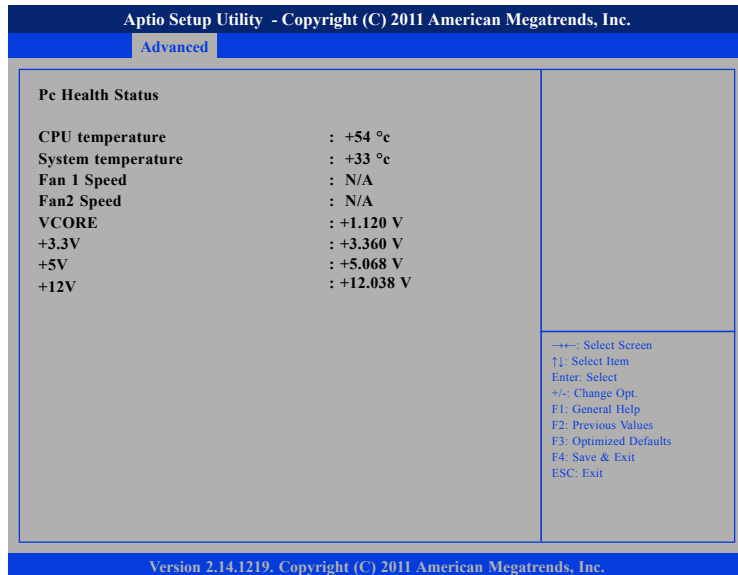 Aptio Setup Utility - Copyright (C) 2011 American Megatrends, Inc.
Advanced
Pc Health Status
CPU temperature : +54 °c
System temperature : +33 °c
Fan 1 Speed : N/A
Fan2 Speed : N/A
VCORE : +1.120 V
+3.3V : +3.360 V
+5V : +5.068 V
+12V : +12.038 V
→←: Select Screen
↑↓: Select Item
Enter: Select
+/-: Change Opt.
F1: General Help
F2: Previous Values
F3: Optimized Defaults
F4: Save & Exit
ESC: Exit
Version 2.14.1219. Copyright (C) 2011 American Megatrends, Inc.